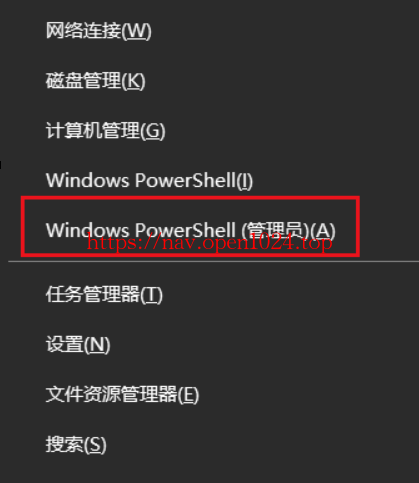 网络连接(W)
磁盘管理(K)
计算机管理(G)
Windows PowerShell(I)
Windows PowerShell (管理员)(A)
https://nav.open1024.top
任务管理器(T)
设置(N)
文件资源管理器(E)
搜索(S)